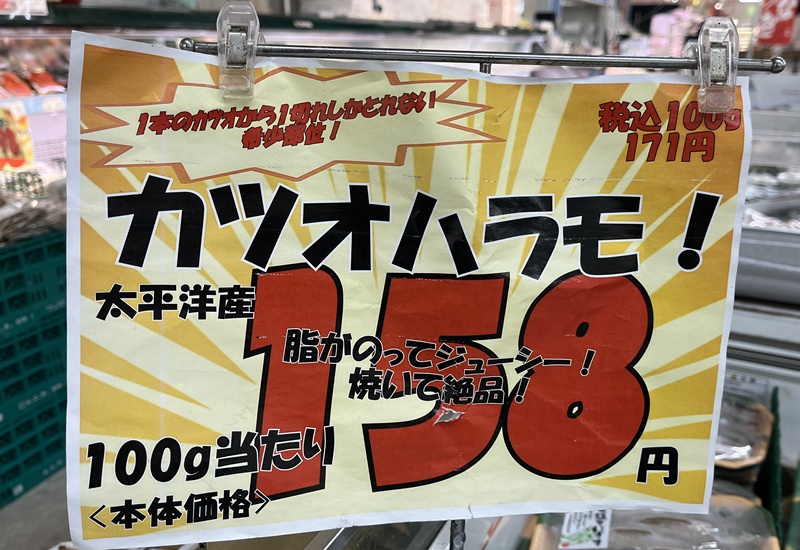 1本のカツオから1切れしかとれない
希少部位！
税込100g
171円
カツオハラモ！
太平洋産
158
脂がのってジューシー！
焼いて絶品！
100g当たり
円
<本体価格>